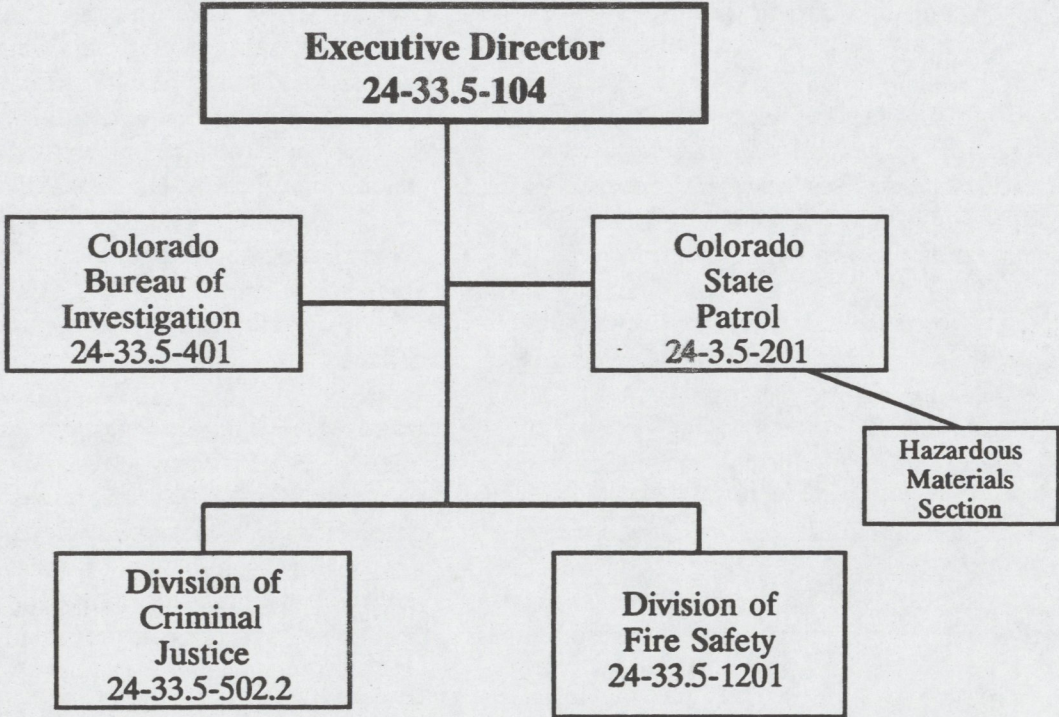 Executive Director
24-33.5-104
Colorado
Bureau of
Investigation
24-33.5-401
Colorado
State
Patrol
24-3.5-201
Hazardous
Materials
Section
Division of
Criminal
Justice
24-33.5-502.2
Division of
Fire Safety
24-33.5-1201